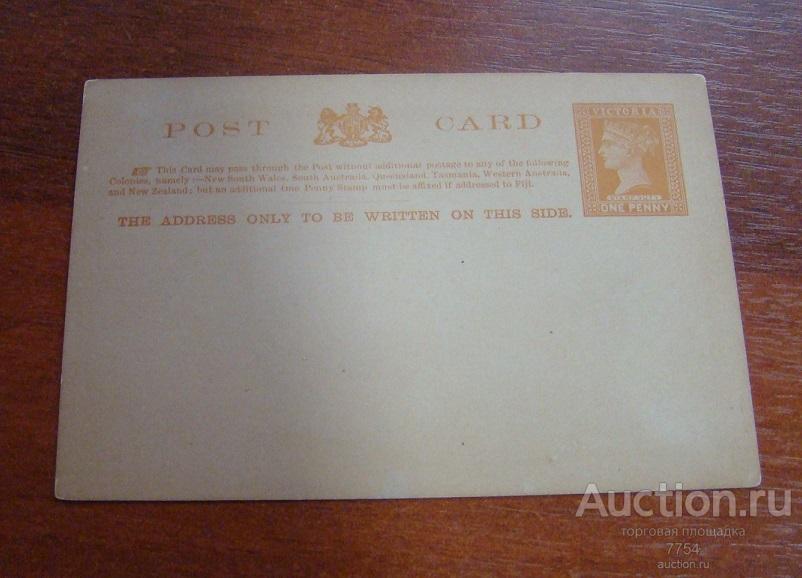 POST CARD
VICTORIA
☞ This Card may pass through the Post without additional postage to any of the following
Colonies, namely:—New South Wales, South Australia, Queensland, Tasmania, Western Australia,
and New Zealand; but an additional One Penny Stamp must be affixed if addressed to Fiji.
STAMP DUTY
ONE PENNY
THE ADDRESS ONLY TO BE WRITTEN ON THIS SIDE.
Auction.ru
торговая площадка
7754
auction.ru